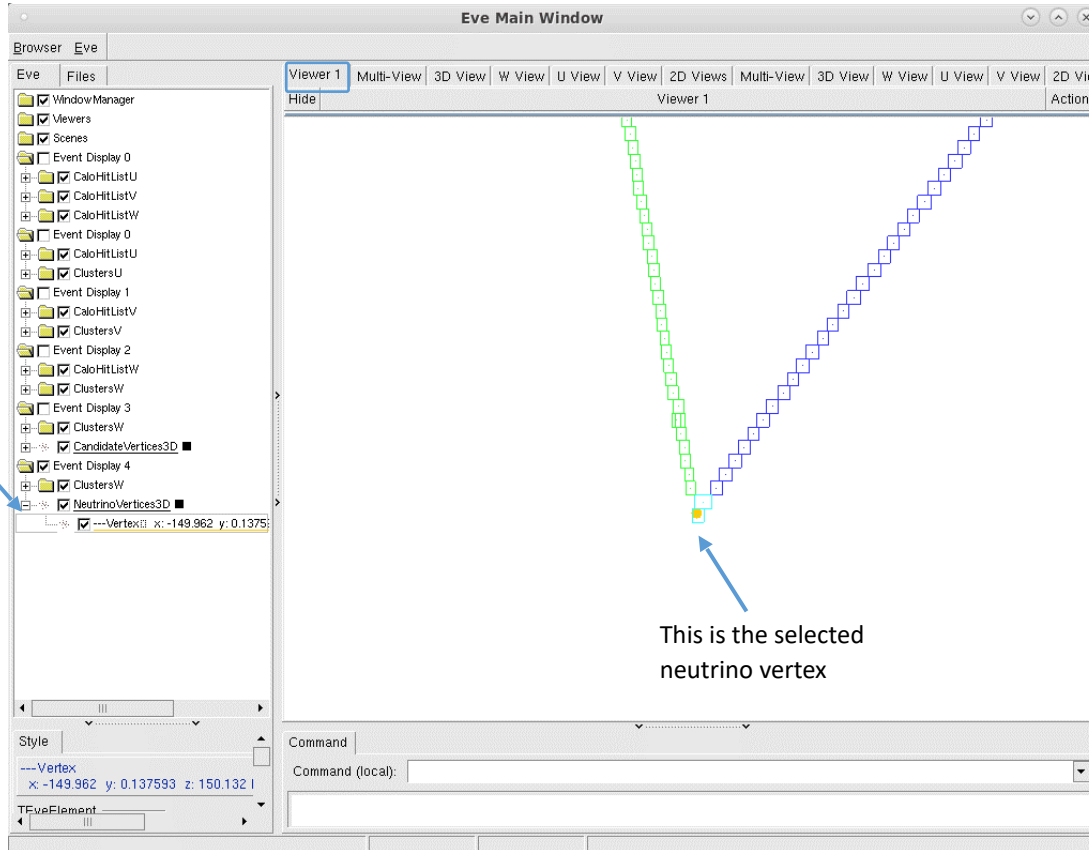 Eve Main Window
Browser Eve
Eve Files
Viewer 1 Multi-View 3D View W View U View V View 2D Views Multi-View 3D View W View U View V View 2D Vi
Hide Viewer 1 Action
WindowManager
Viewers
Scenes
Event Display 0
CaloHitListU
CaloHitListV
CaloHitListW
Event Display 0
CaloHitListU
ClustersU
Event Display 1
CaloHitListV
ClustersV
Event Display 2
CaloHitListW
ClustersW
Event Display 3
ClustersW
CandidateVertices3D
Event Display 4
ClustersW
NeutrinoVertices3D
---Vertex x: -149.962 y: 0.1375
This is the selected
neutrino vertex
Style
---Vertex
x: -149.962 y: 0.137593 z: 150.132
TEveElement
Command
Command (local):